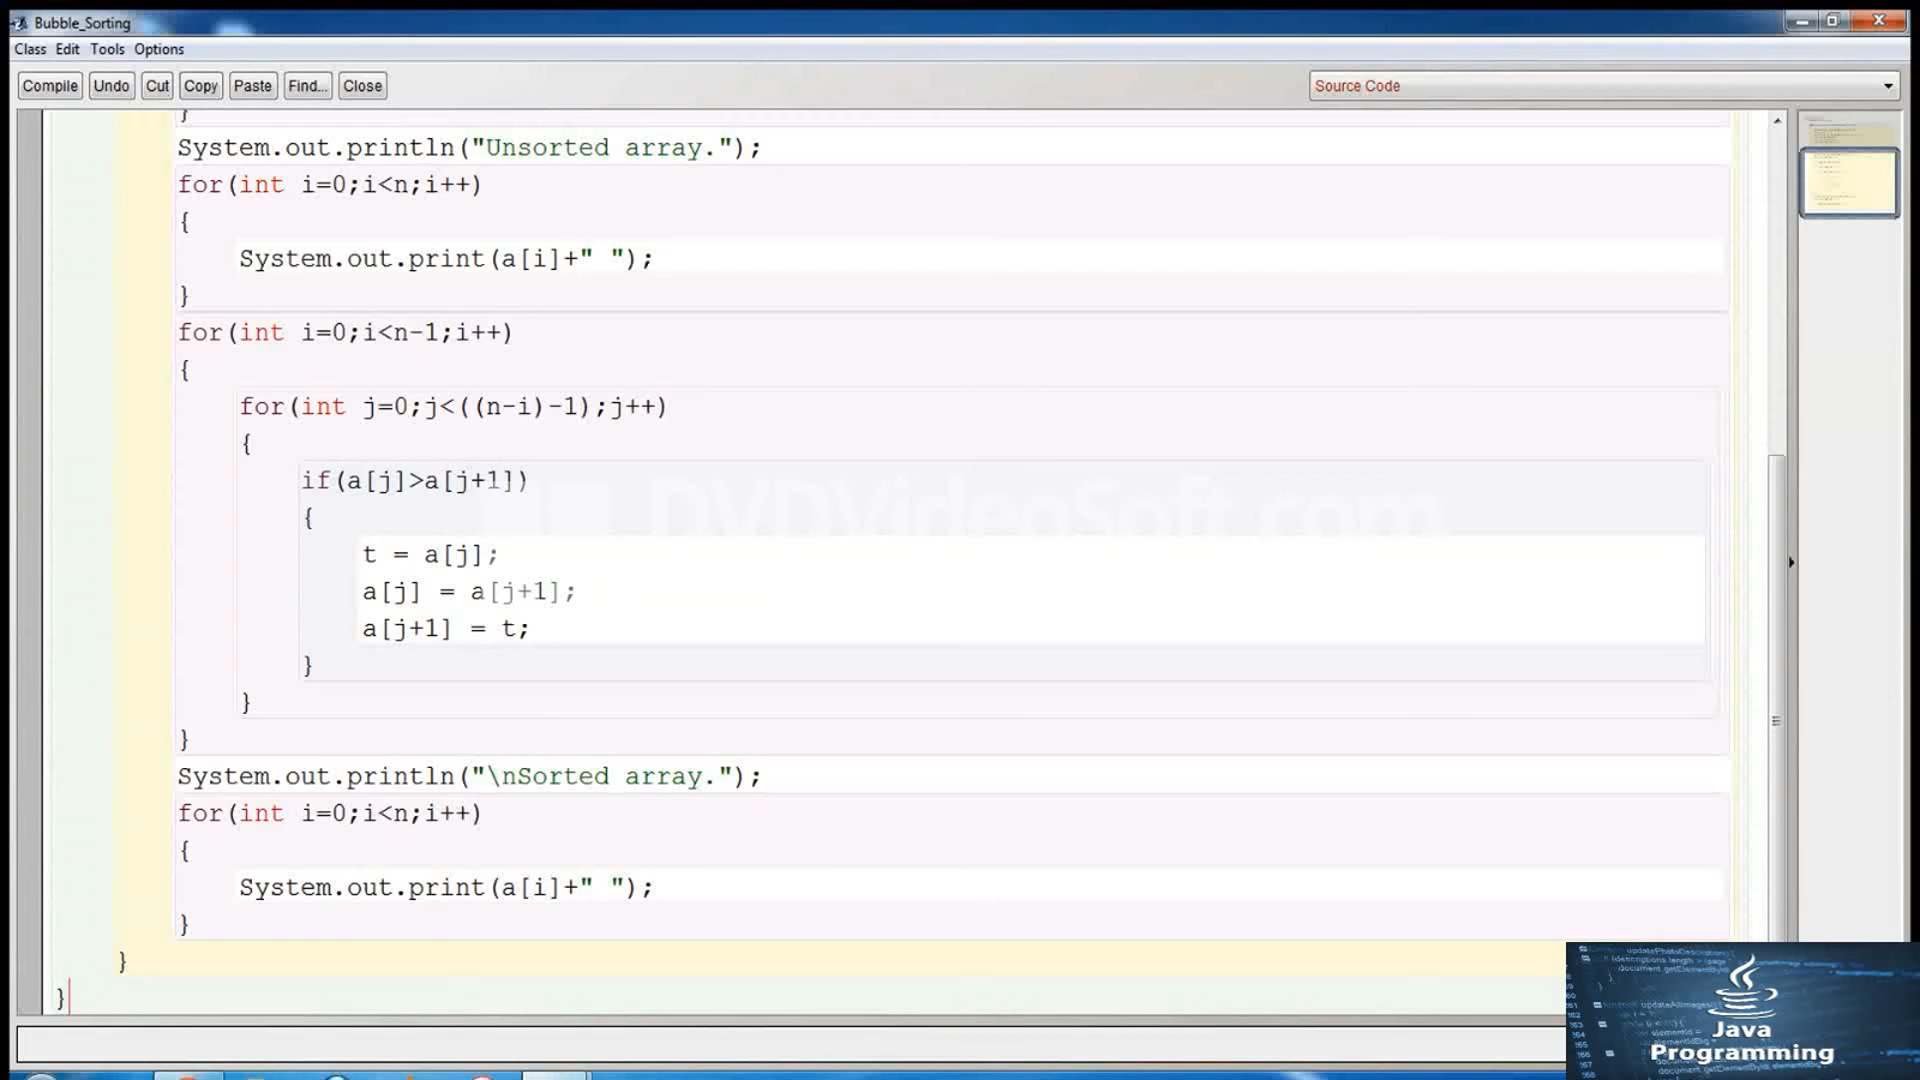 Bubble_Sorting
Class Edit Tools Options
Compile Undo Cut Copy Paste Find... Close Source Code
}
System.out.println("Unsorted array.");
for(int i=0;i<n;i++)
{
System.out.print(a[i]+" ");
}
for(int i=0;i<n-1;i++)
{
for(int j=0;j<((n-i)-1);j++)
{
if(a[j]>a[j+1])
{
DVDVideoSoft.com
t = a[j];
a[j] = a[j+1];
a[j+1] = t;
}
}
}
System.out.println("\nSorted array.");
for(int i=0;i<n;i++)
{
System.out.print(a[i]+" ");
}
}
}
Java
Programming